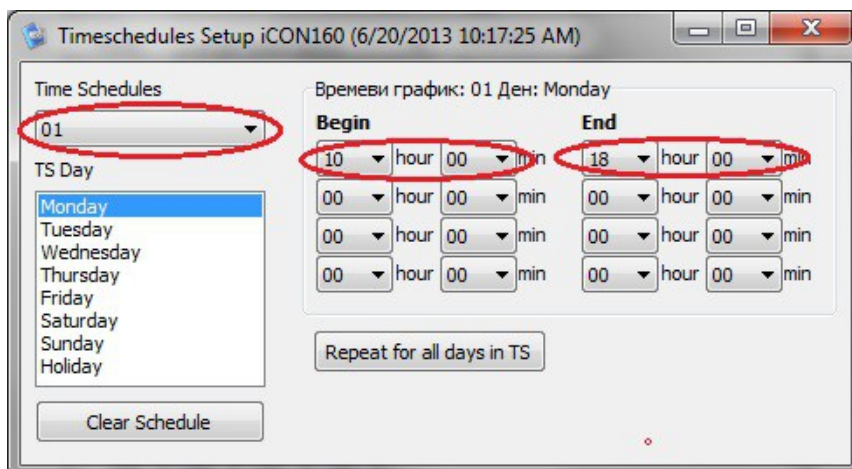 Timeschedules Setup iCON160 (6/20/2013 10:17:25 AM)
Time Schedules
01
TS Day
Monday
Tuesday
Wednesday
Thursday
Friday
Saturday
Sunday
Holiday
Clear Schedule
Времеви график: 01 Ден: Monday
Begin End
10 hour 00 min 18 hour 00 min
00 hour 00 min 00 hour 00 min
00 hour 00 min 00 hour 00 min
00 hour 00 min 00 hour 00 min
Repeat for all days in TS